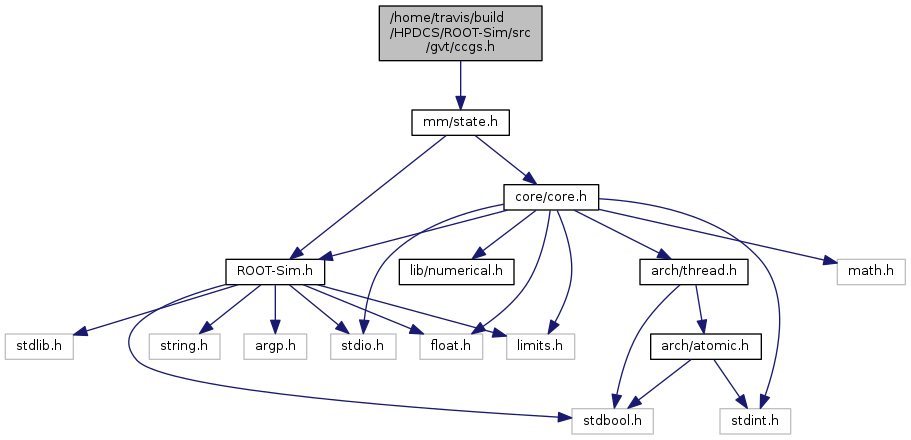 /home/travis/build
/HPDCS/ROOT-Sim/src
/gvt/ccgs.h
mm/state.h
core/core.h
ROOT-Sim.h
lib/numerical.h
arch/thread.h
math.h
stdlib.h
string.h
argp.h
stdio.h
float.h
limits.h
arch/atomic.h
stdbool.h
stdint.h